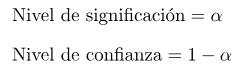 Nivel de significación = α
Nivel de confianza = 1 − α